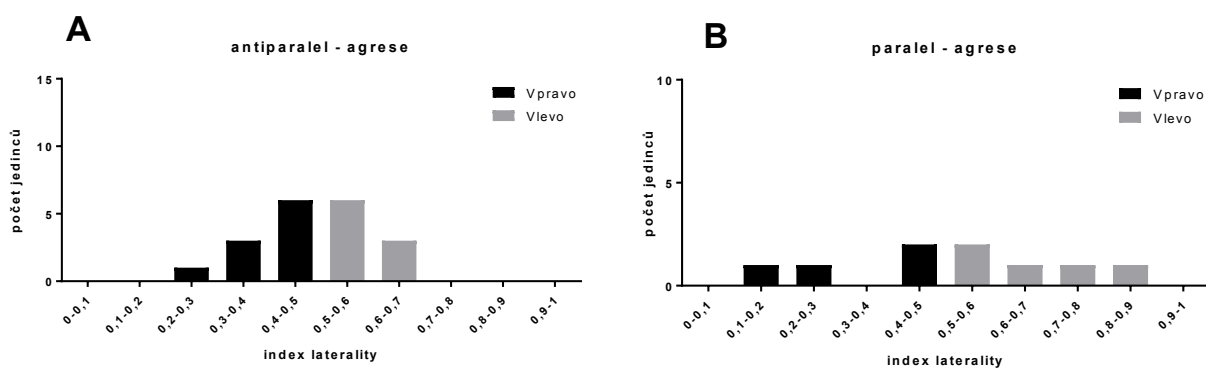 A
antiparalel - agrese
15
10
5
0
počet jedinců
Vpravo
Vlevo
0-0,1
0,1-0,2
0,2-0,3
0,3-0,4
0,4-0,5
0,5-0,6
0,6-0,7
0,7-0,8
0,8-0,9
0,9-1
index laterality
B
paralel - agrese
10
5
0
počet jedinců
Vpravo
Vlevo
0-0,1
0,1-0,2
0,2-0,3
0,3-0,4
0,4-0,5
0,5-0,6
0,6-0,7
0,7-0,8
0,8-0,9
0,9-1
index laterality